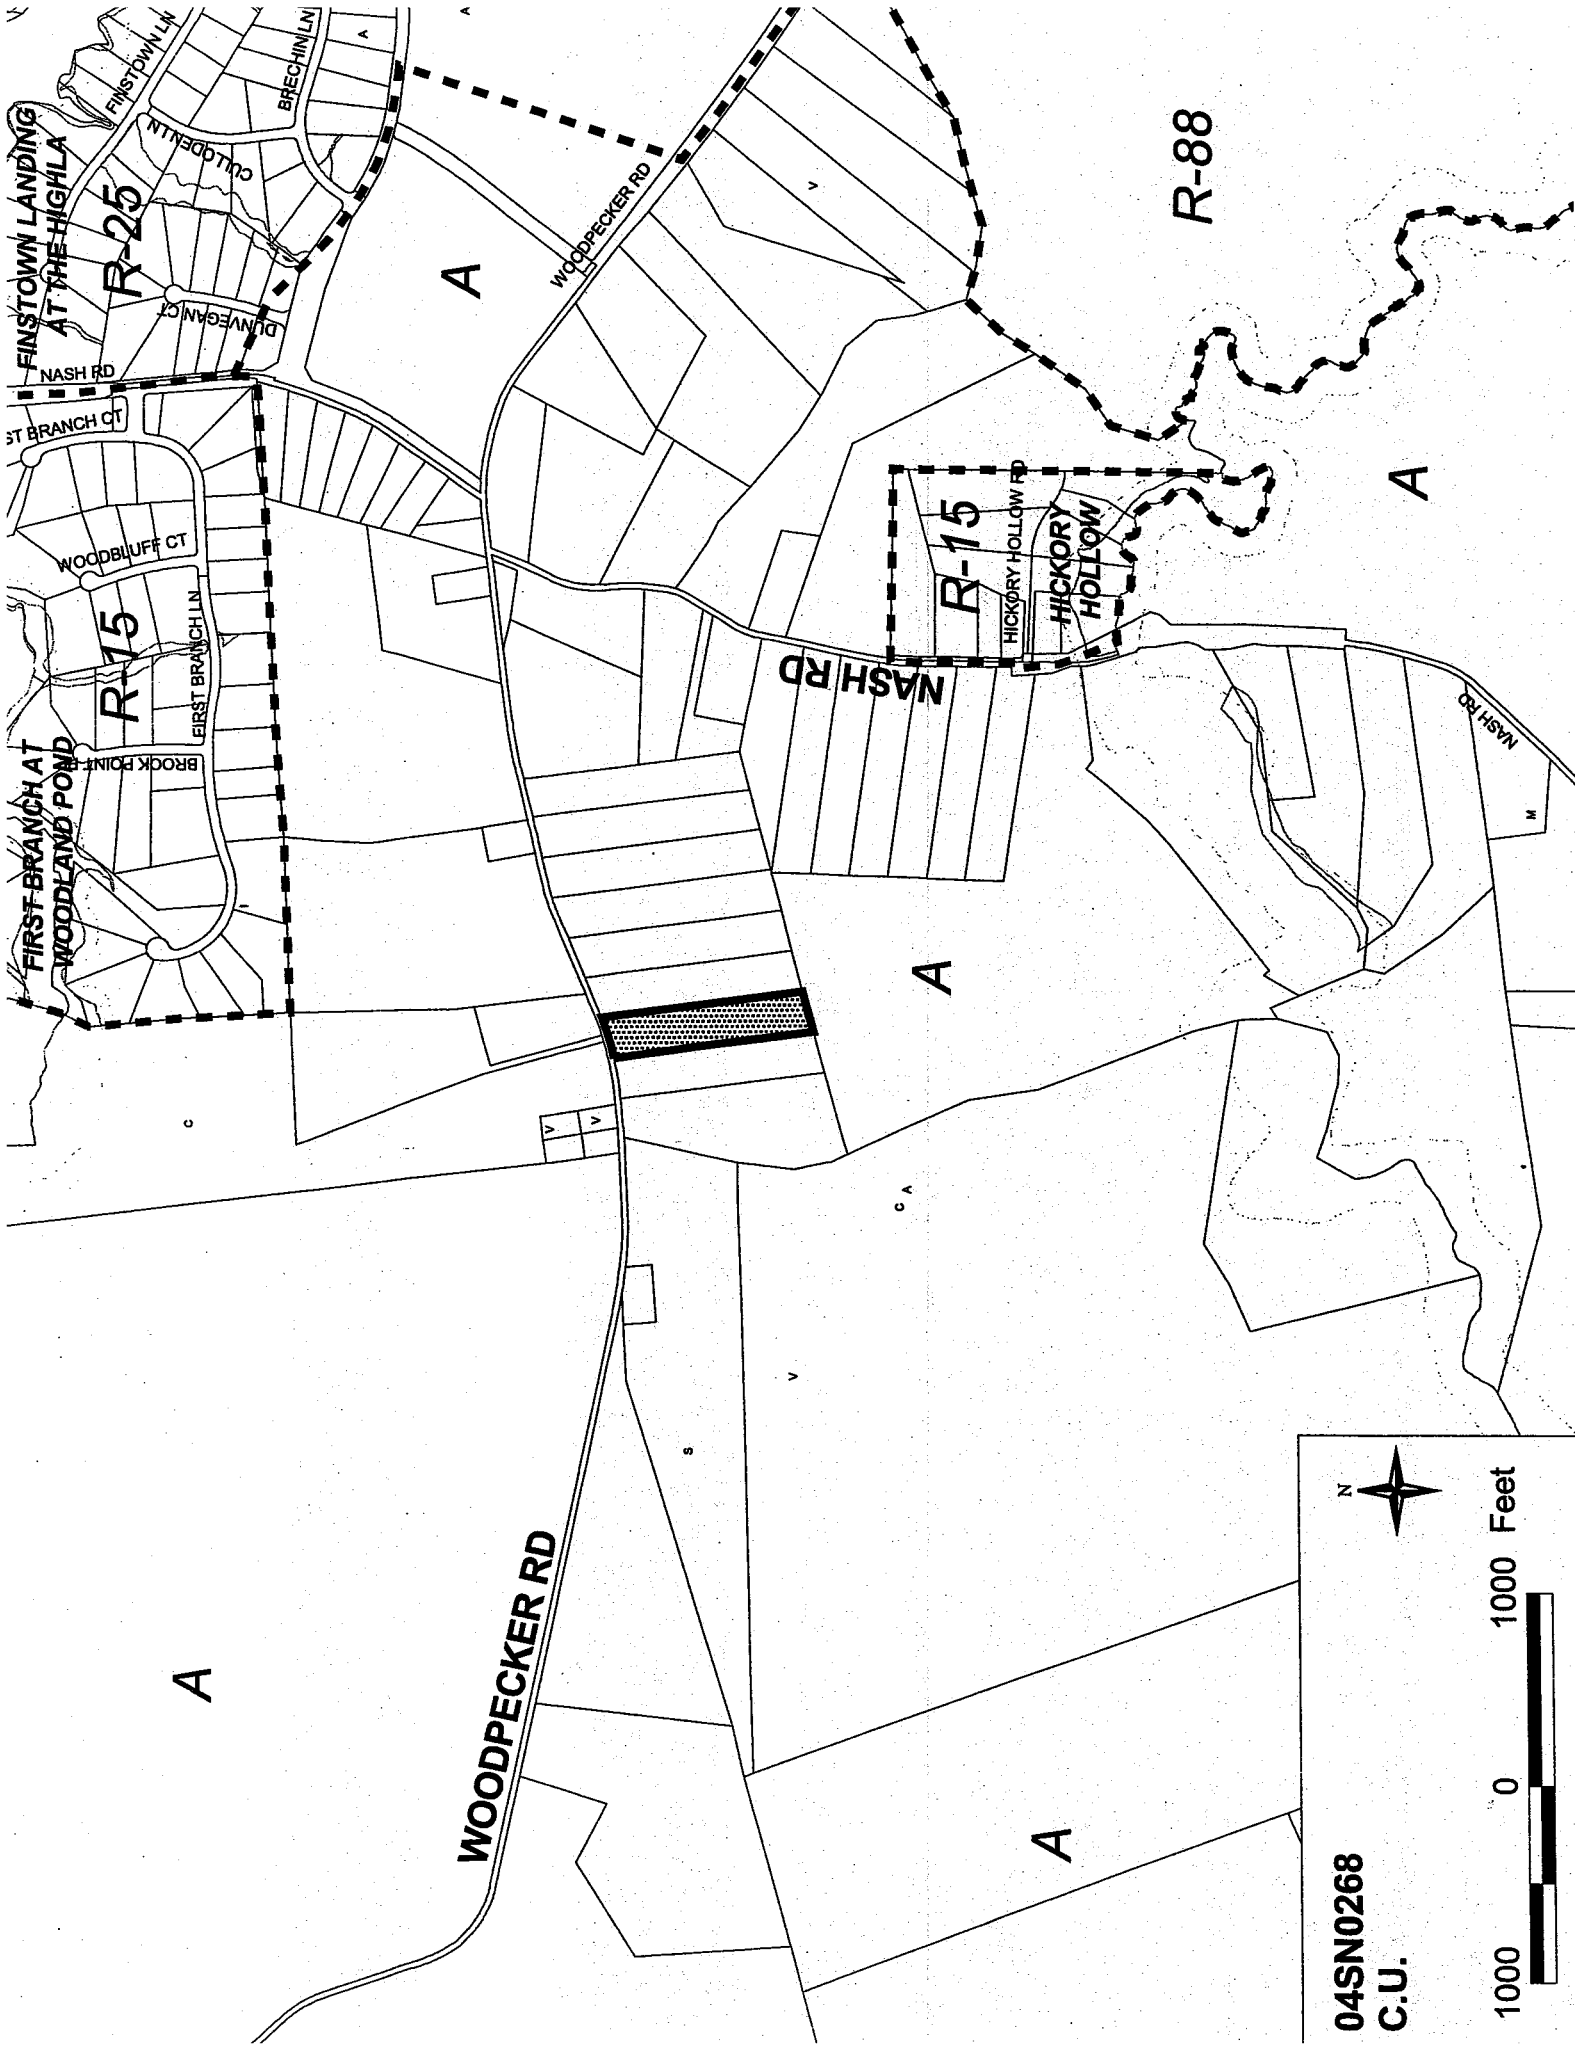 FINSTOWN LANDING
AT THE HIGHLA
R-25
FINSTOWN LN
CULLODEN LN
BRECHIN LN
DUNVEGAN CT
NASH RD
ST BRANCH CT
WOODBLUFF CT
R-15
FIRST BRANCH LN
BROCK POINT
FIRST BRANCH AT
WOODLAND POND
A
A
A
WOODPECKER RD
V
R-88
A
R-15
HICKORY HOLLOW RD
HICKORY
HOLLOW
NASH RD
NASH RD
M
A
C
V
V
C
A
V
S
A
WOODPECKER RD
A
N
04SN0268
C.U.
1000 0 1000 Feet